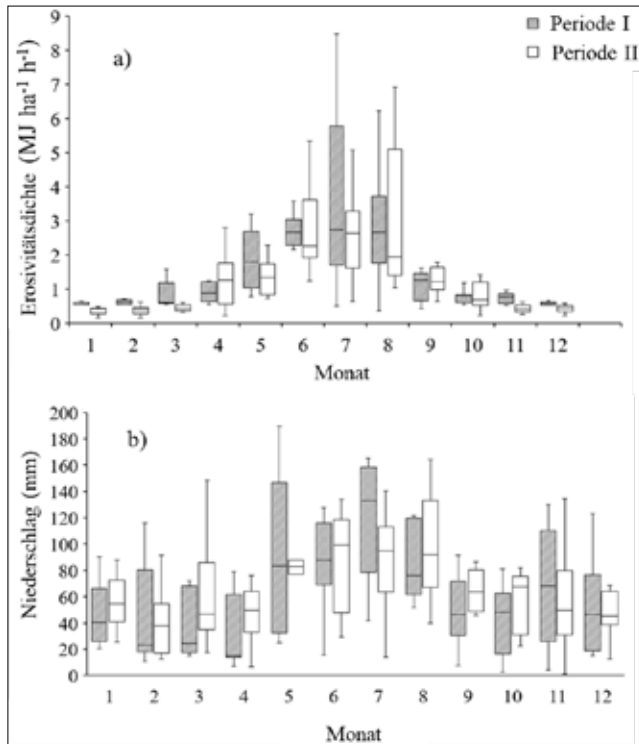 a)
Periode I
Periode II
Erosivitätsdichte (MJ ha⁻¹ h⁻¹)
9
8
7
6
5
4
3
2
1
0
1 2 3 4 5 6 7 8 9 10 11 12
Monat
b)
Niederschlag (mm)
200
180
160
140
120
100
80
60
40
20
0
1 2 3 4 5 6 7 8 9 10 11 12
Monat